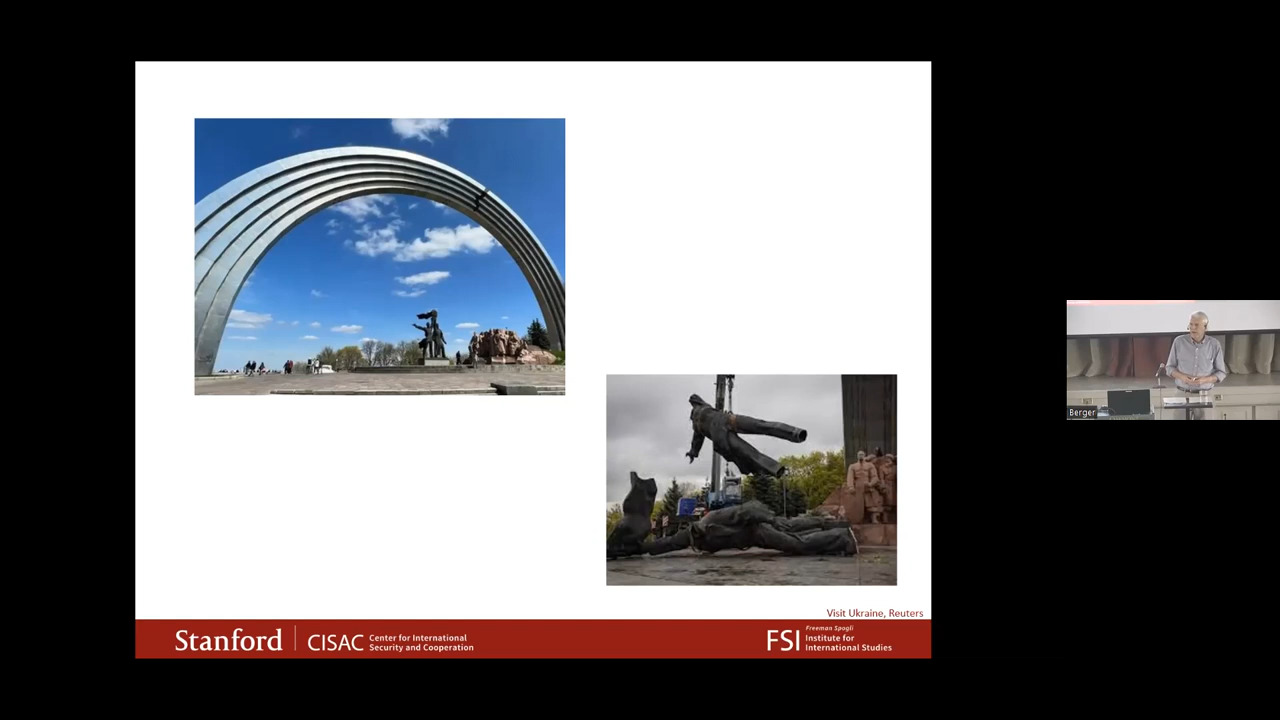 Visit Ukraine, Reuters
Stanford
CISAC
Center for International
Security and Cooperation
FSI
Freeman Spogli
Institute for
International Studies
Berger